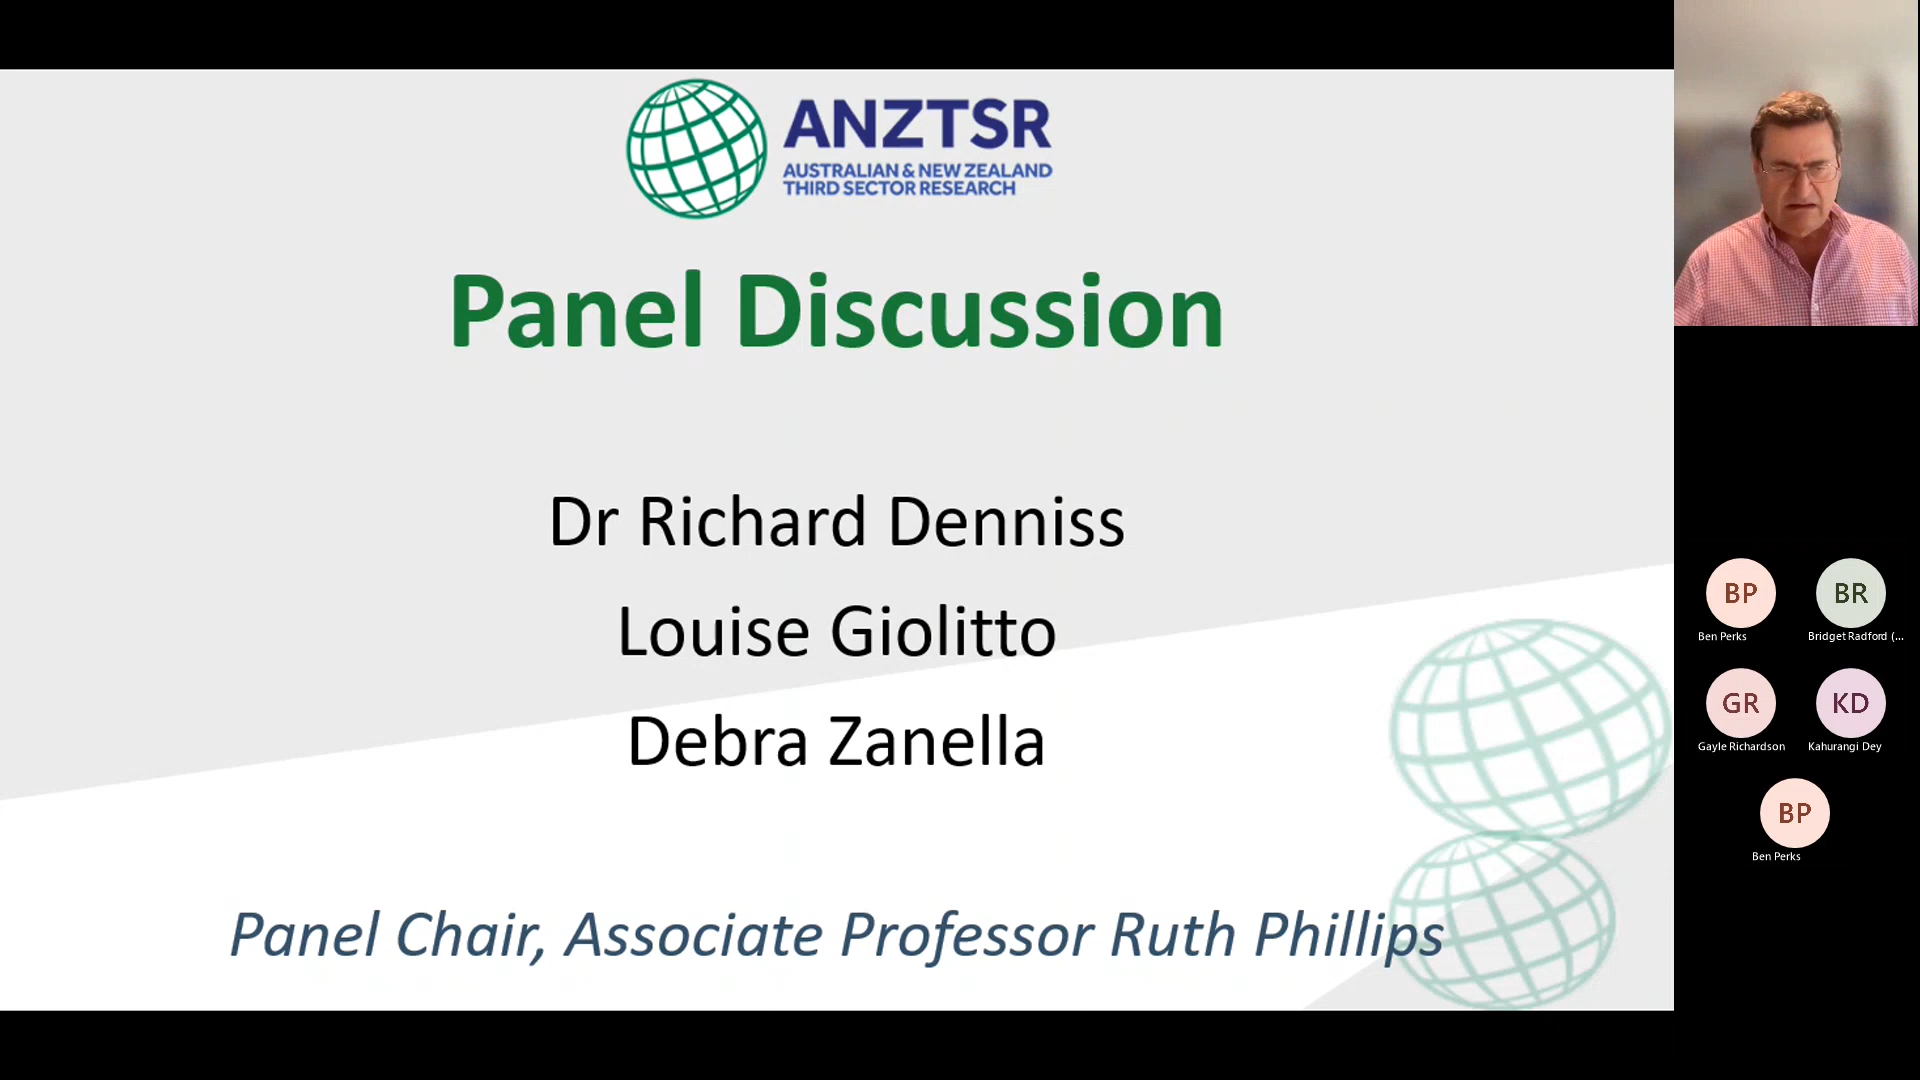 ANZTSR
AUSTRALIAN & NEW ZEALAND
THIRD SECTOR RESEARCH
Panel Discussion
Dr Richard Denniss
Louise Giolitto
Debra Zanella
Panel Chair, Associate Professor Ruth Phillips
BP
Ben Perks
BR
Bridget Radford (...
GR
Gayle Richardson
KD
Kahurangi Dey
BP
Ben Perks